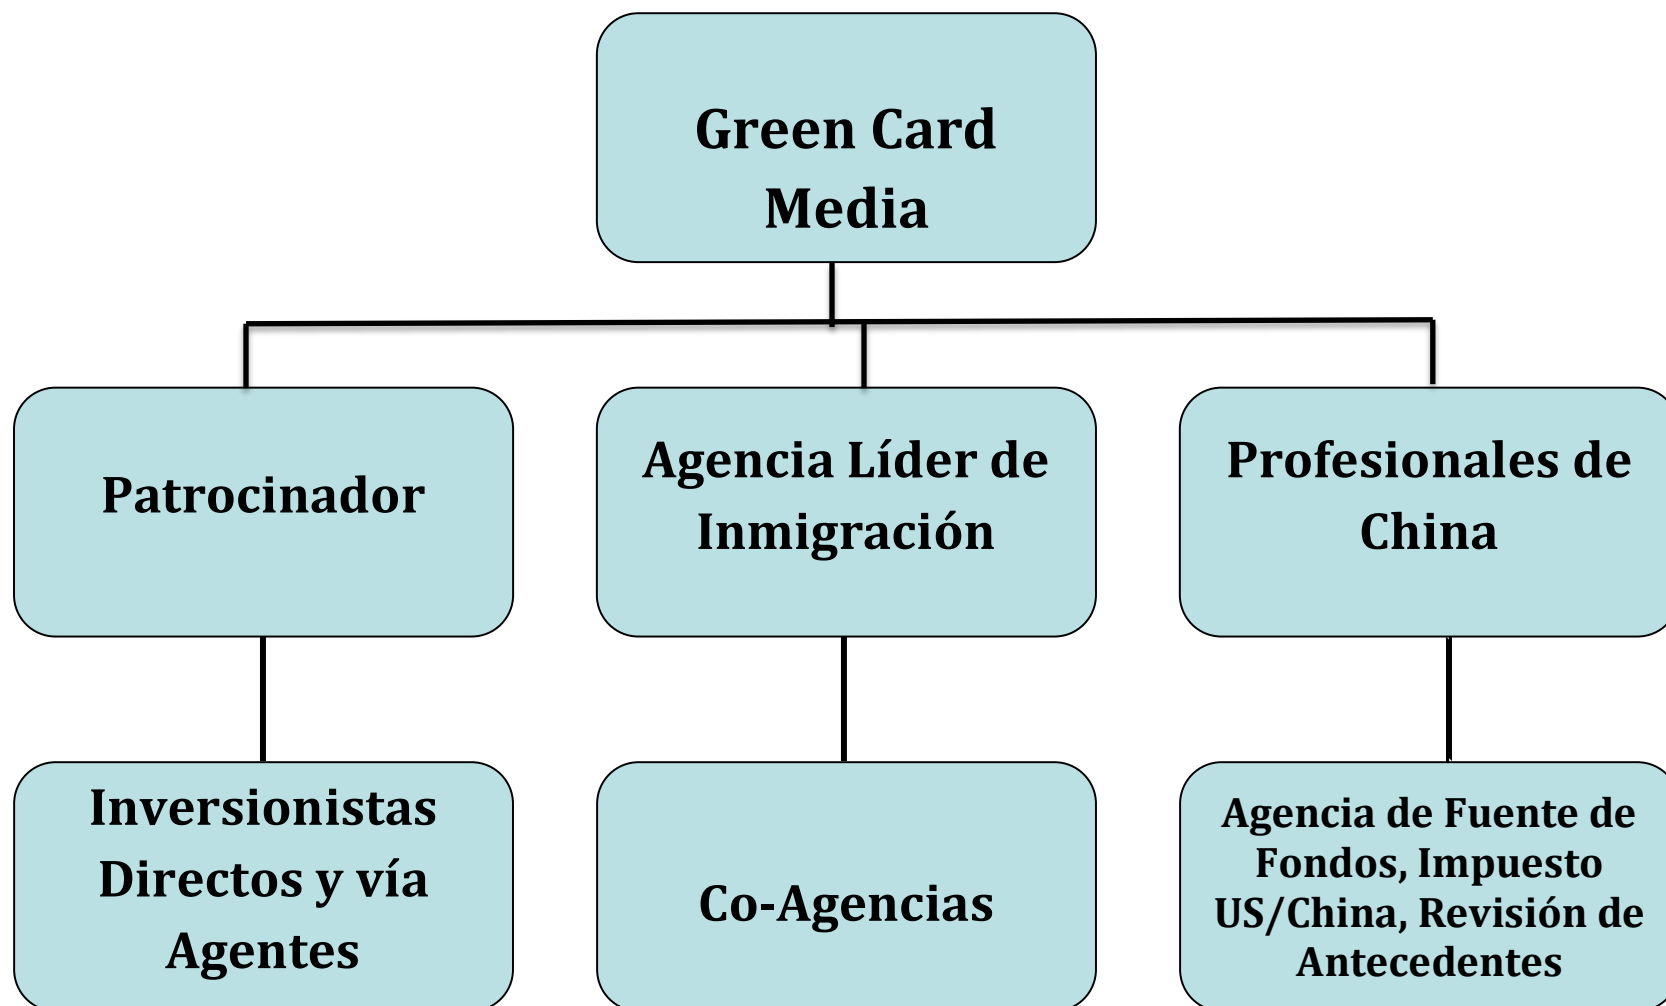 Green Card
Media
Patrocinador
Agencia Líder de
Inmigración
Profesionales de
China
Inversionistas
Directos y vía
Agentes
Co-Agencias
Agencia de Fuente de
Fondos, Impuesto
US/China, Revisión de
Antecedentes